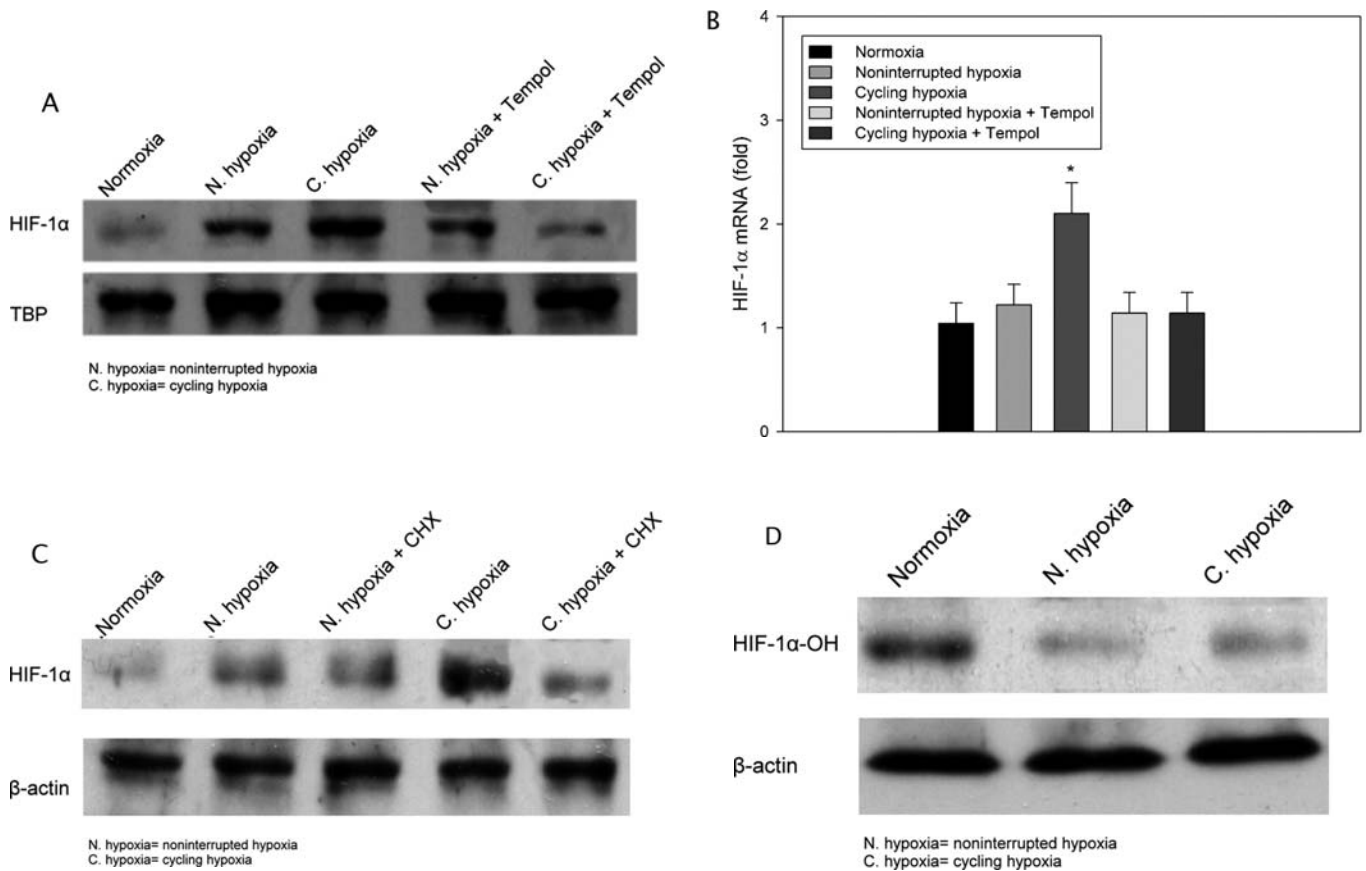 A
Normoxia
N. hypoxia
C. hypoxia
N. hypoxia + Tempol
C. hypoxia + Tempol
HIF-1α
TBP
N. hypoxia= noninterrupted hypoxia
C. hypoxia= cycling hypoxia
B
Normoxia
Noninterrupted hypoxia
Cycling hypoxia
Noninterrupted hypoxia + Tempol
Cycling hypoxia + Tempol
HIF-1α mRNA (fold)
4
3
2
1
0
*
C
Normoxia
N. hypoxia
N. hypoxia + CHX
C. hypoxia
C. hypoxia + CHX
HIF-1α
β-actin
N. hypoxia= noninterrupted hypoxia
C. hypoxia= cycling hypoxia
D
Normoxia
N. hypoxia
C. hypoxia
HIF-1α-OH
β-actin
N. hypoxia= noninterrupted hypoxia
C. hypoxia= cycling hypoxia